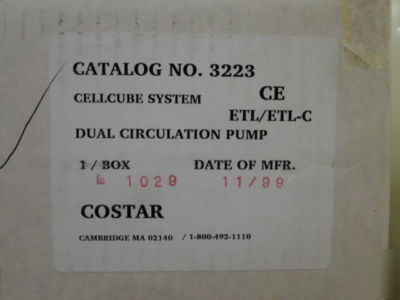 CATALOG NO. 3223
CELLCUBE SYSTEM CE
ETL/ETL-C
DUAL CIRCULATION PUMP
1 / BOX DATE OF MFR.
№ 1029 11/99
COSTAR
CAMBRIDGE MA 02140 / 1-800-492-1110